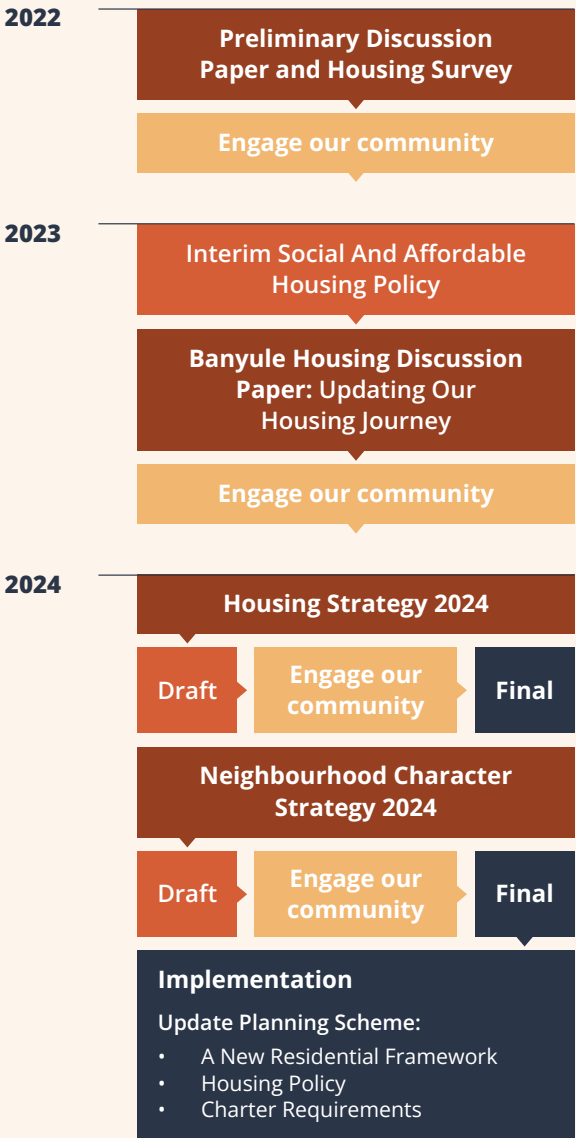 2022
Preliminary Discussion
Paper and Housing Survey
Engage our community
2023
Interim Social And Affordable
Housing Policy
Banyule Housing Discussion
Paper: Updating Our
Housing Journey
Engage our community
2024
Housing Strategy 2024
Draft
Engage our
community
Final
Neighbourhood Character
Strategy 2024
Draft
Engage our
community
Final
Implementation
Update Planning Scheme:
• A New Residential Framework
• Housing Policy
• Charter Requirements